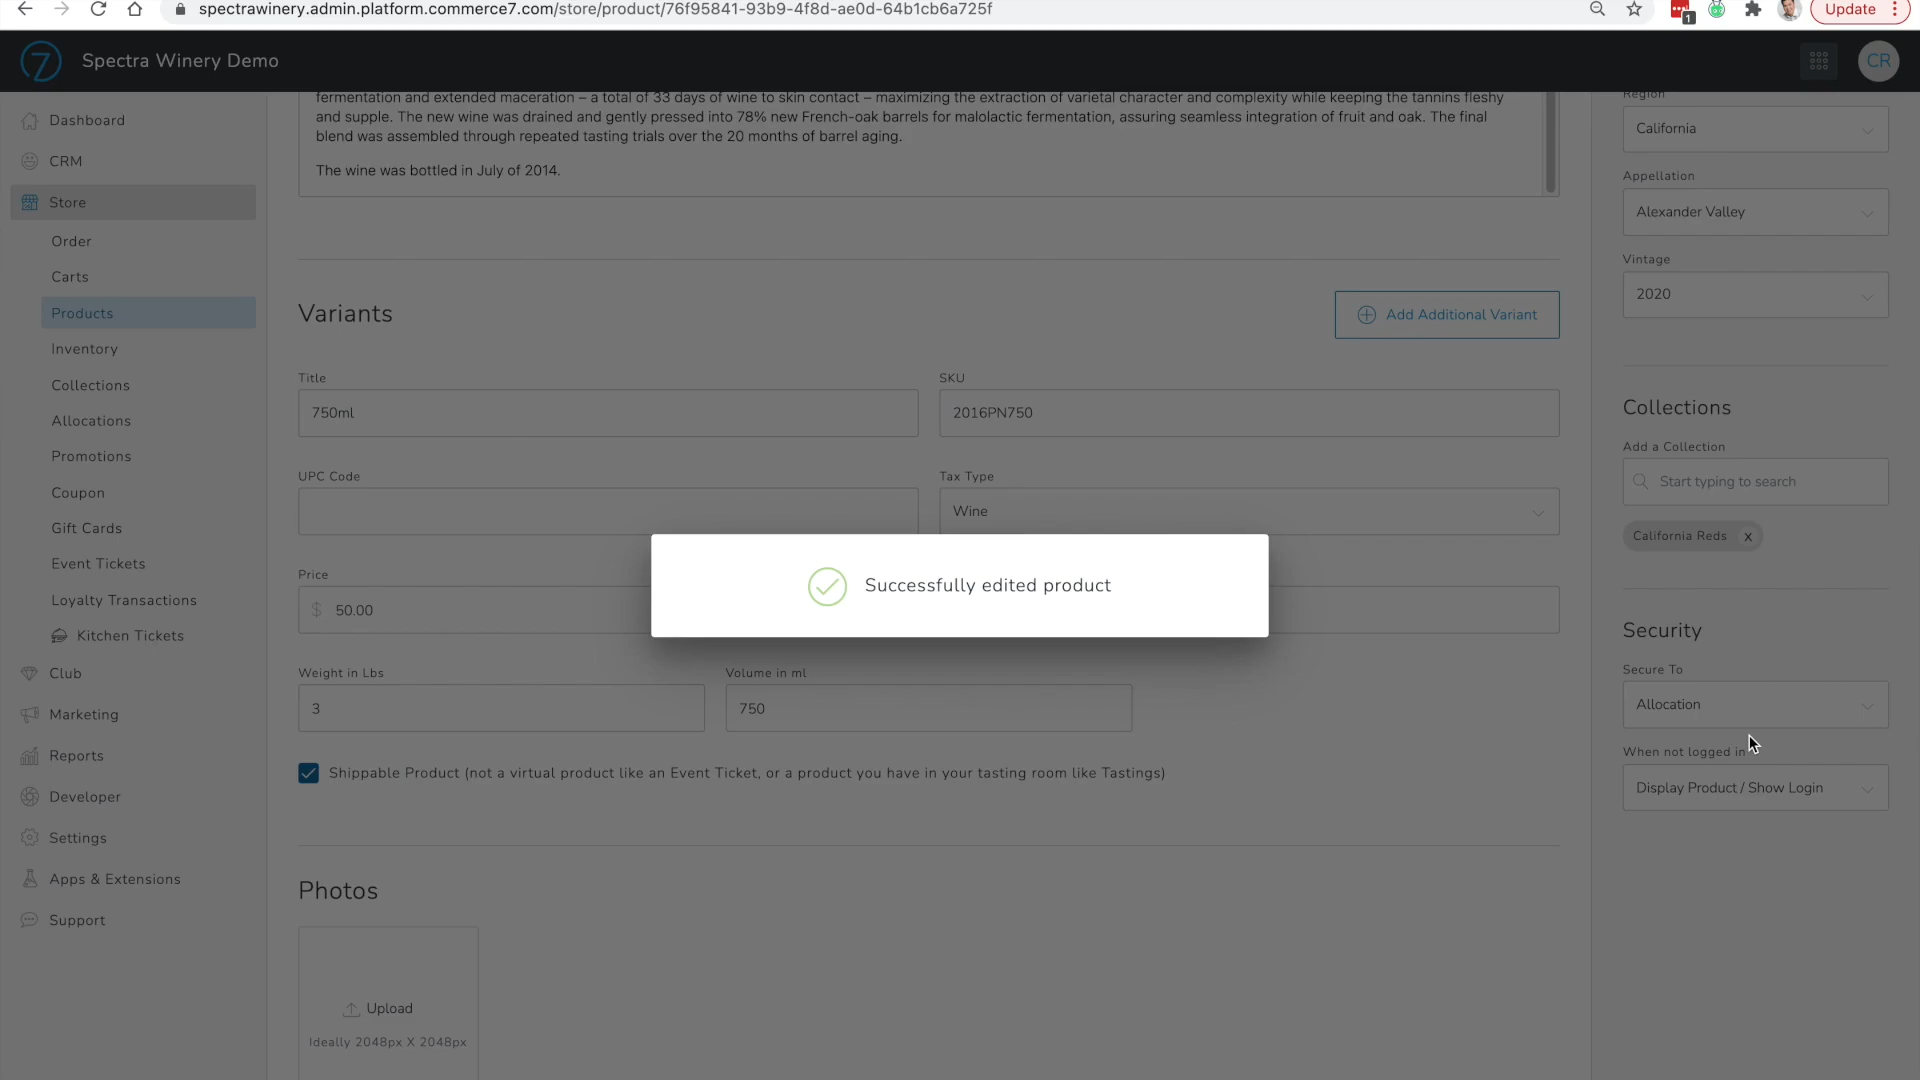 spectrawinery.admin.platform.commerce7.com/store/product/76f95841-93b9-4f8d-ae0d-64b1cb6a725f
1
Update
7
Spectra Winery Demo
CR
Dashboard
CRM
Store
Order
Carts
Products
Inventory
Collections
Allocations
Promotions
Coupon
Gift Cards
Event Tickets
Loyalty Transactions
Kitchen Tickets
Club
Marketing
Reports
Developer
Settings
Apps & Extensions
Support
fermentation and extended maceration – a total of 33 days of wine to skin contact – maximizing the extraction of varietal character and complexity while keeping the tannins fleshy
and supple. The new wine was drained and gently pressed into 78% new French-oak barrels for malolactic fermentation, assuring seamless integration of fruit and oak. The final
blend was assembled through repeated tasting trials over the 20 months of barrel aging.
The wine was bottled in July of 2014.
Variants
Add Additional Variant
Title
SKU
750ml
2016PN750
UPC Code
Tax Type
Wine
Price
$ 50.00
Successfully edited product
Weight in Lbs
Volume in ml
3
750
Shippable Product (not a virtual product like an Event Ticket, or a product you have in your tasting room like Tastings)
Photos
Upload
Ideally 2048px X 2048px
Region
California
Appellation
Alexander Valley
Vintage
2020
Collections
Add a Collection
Start typing to search
California Reds x
Security
Secure To
Allocation
When not logged in
Display Product / Show Login